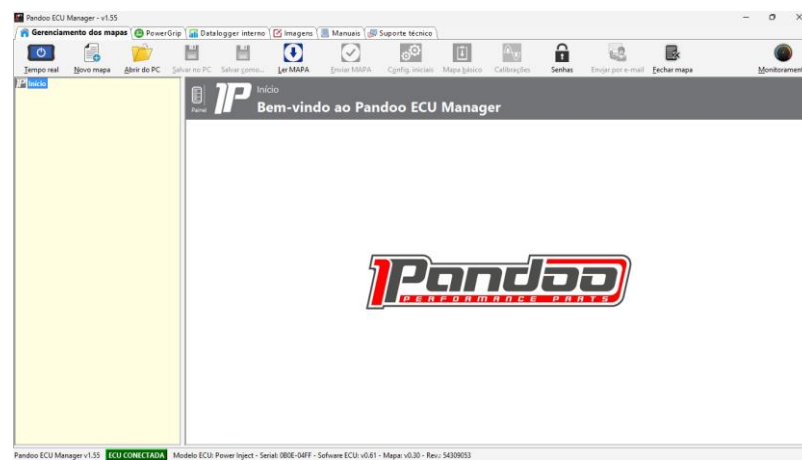 Pandoo ECU Manager - v1.55
Gerenciamento dos mapas PowerGrip Datalogger interno Imagens Manuais Suporte técnico
Tempo real Novo mapa Abrir do PC Salvar no PC Salvar como... Ler MAPA Enviar MAPA Config. iniciais Mapa básico Calibrações Senhas Enviar por e-mail Fechar mapa Monitorament
Início
Painel
Início
Bem-vindo ao Pandoo ECU Manager
Pandoo
PERFORMANCE PARTS
Pandoo ECU Manager v1.55 ECU CONECTADA Modelo ECU: Power Inject - Serial: 0B0E-04FF - Sofware ECU: v0.61 - Mapa: v0.30 - Rev.: 54309053